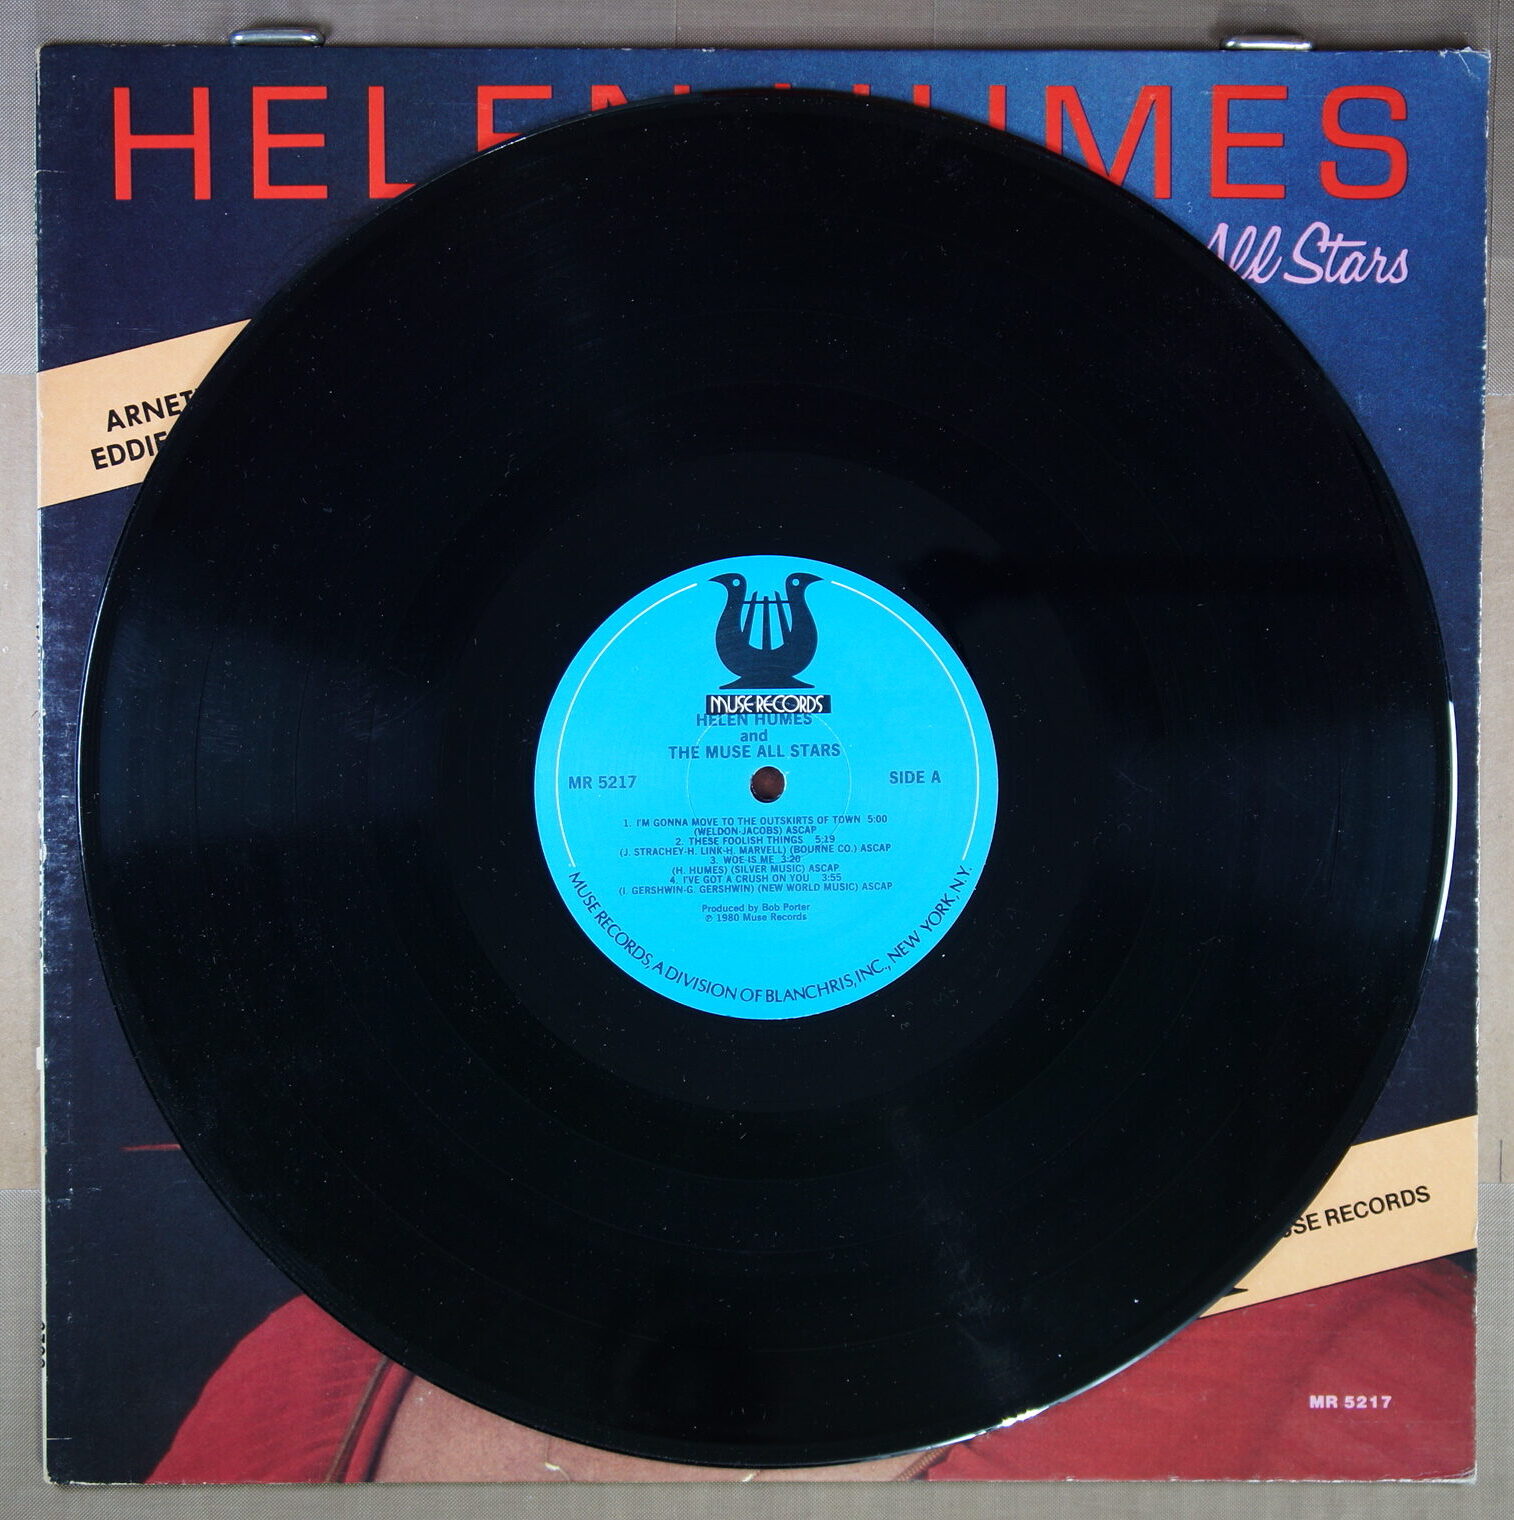 HELEN HUMES
All Stars
ARNET
EDDIE
MUSE RECORDS
HELEN HUMES
and
THE MUSE ALL STARS
MR 5217
SIDE A
1. I'M GONNA MOVE TO THE OUTSKIRTS OF TOWN 5:00
(WELDON-JACOBS) ASCAP
2. THESE FOOLISH THINGS 5:19
(J. STRACHEY-H. LINK-H. MARVELL) (BOURNE CO.) ASCAP
3. WOE IS ME 3:20
(H. HUMES) (SILVER MUSIC) ASCAP
4. I'VE GOT A CRUSH ON YOU 3:55
(I. GERSHWIN-G. GERSHWIN) (NEW WORLD MUSIC) ASCAP
Produced by Bob Porter
℗ 1980 Muse Records
MUSE RECORDS, A DIVISION OF BLANCHRIS, INC., NEW YORK, N.Y.
USE RECORDS
MR 5217